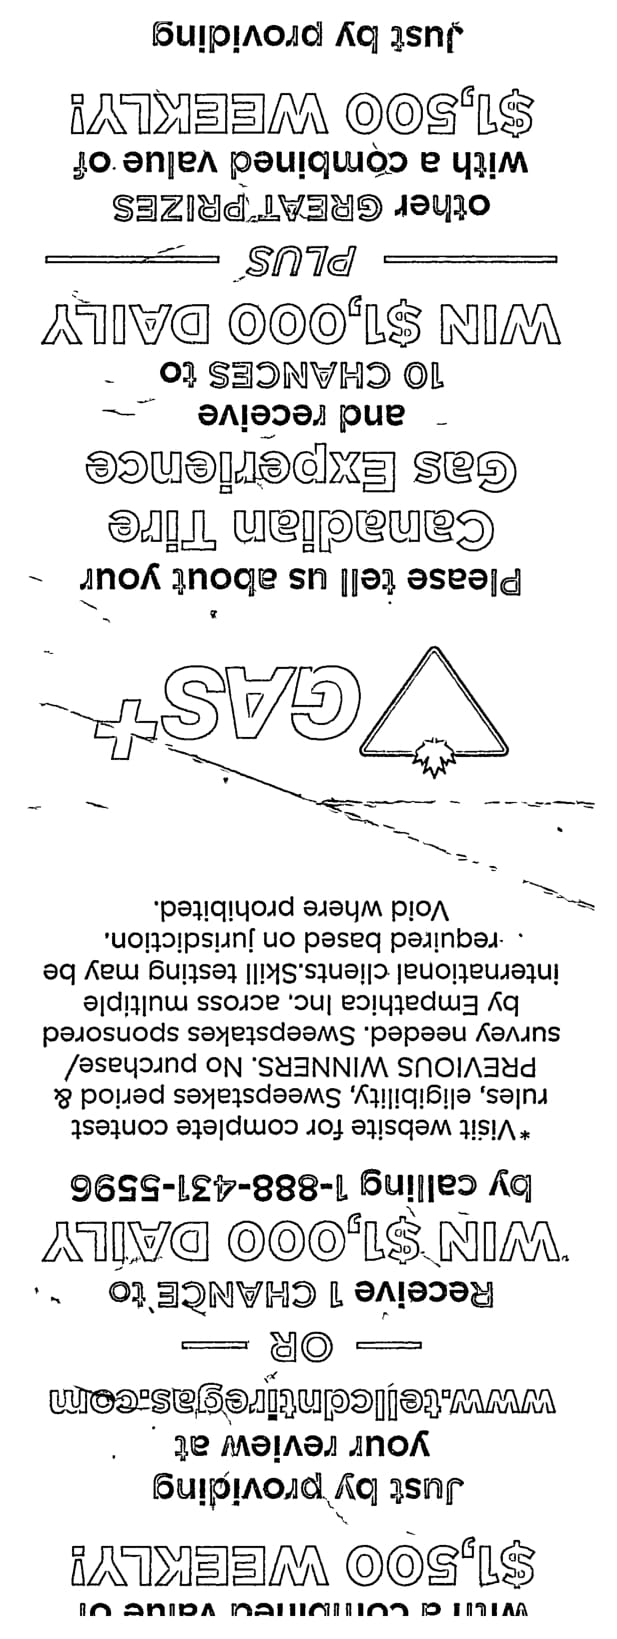 with a combined value of
$1,500 WEEKLY!
Just by providing
your review at
www.tellcdntiregas.com
OR
Receive 1 CHANCE to
WIN $1,000 DAILY
by calling 1-888-431-5596
*Visit website for complete contest
rules, eligibility, Sweepstakes period &
PREVIOUS WINNERS. No purchase/
survey needed. Sweepstakes sponsored
by Empathica Inc. across multiple
international clients.Skill testing may be
required based on jurisdiction.
Void where prohibited.
GAS+
Please tell us about your
Canadian Tire
Gas Experience
and receive
10 CHANCES to
WIN $1,000 DAILY
PLUS
other GREAT PRIZES
with a combined value of
$1,500 WEEKLY!
Just by providing